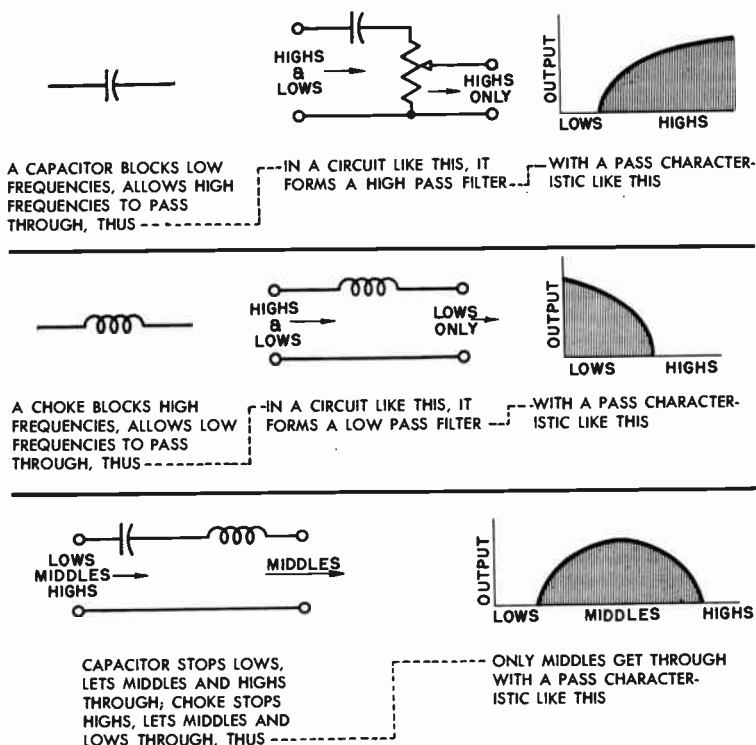 HIGHS
&
LOWS
HIGHS
ONLY
OUTPUT
LOWS HIGHS
A CAPACITOR BLOCKS LOW
FREQUENCIES, ALLOWS HIGH
FREQUENCIES TO PASS
THROUGH, THUS
IN A CIRCUIT LIKE THIS, IT
FORMS A HIGH PASS FILTER
WITH A PASS CHARACTER-
ISTIC LIKE THIS
HIGHS
&
LOWS
LOWS
ONLY
OUTPUT
LOWS HIGHS
A CHOKE BLOCKS HIGH
FREQUENCIES, ALLOWS LOW
FREQUENCIES TO PASS
THROUGH, THUS
IN A CIRCUIT LIKE THIS, IT
FORMS A LOW PASS FILTER
WITH A PASS CHARACTER-
ISTIC LIKE THIS
LOWS
MIDDLES
HIGHS
MIDDLES
OUTPUT
LOWS MIDDLES HIGHS
CAPACITOR STOPS LOWS,
LETS MIDDLES AND HIGHS
THROUGH; CHOKE STOPS
HIGHS, LETS MIDDLES AND
LOWS THROUGH, THUS
ONLY MIDDLES GET THROUGH
WITH A PASS CHARACTER-
ISTIC LIKE THIS